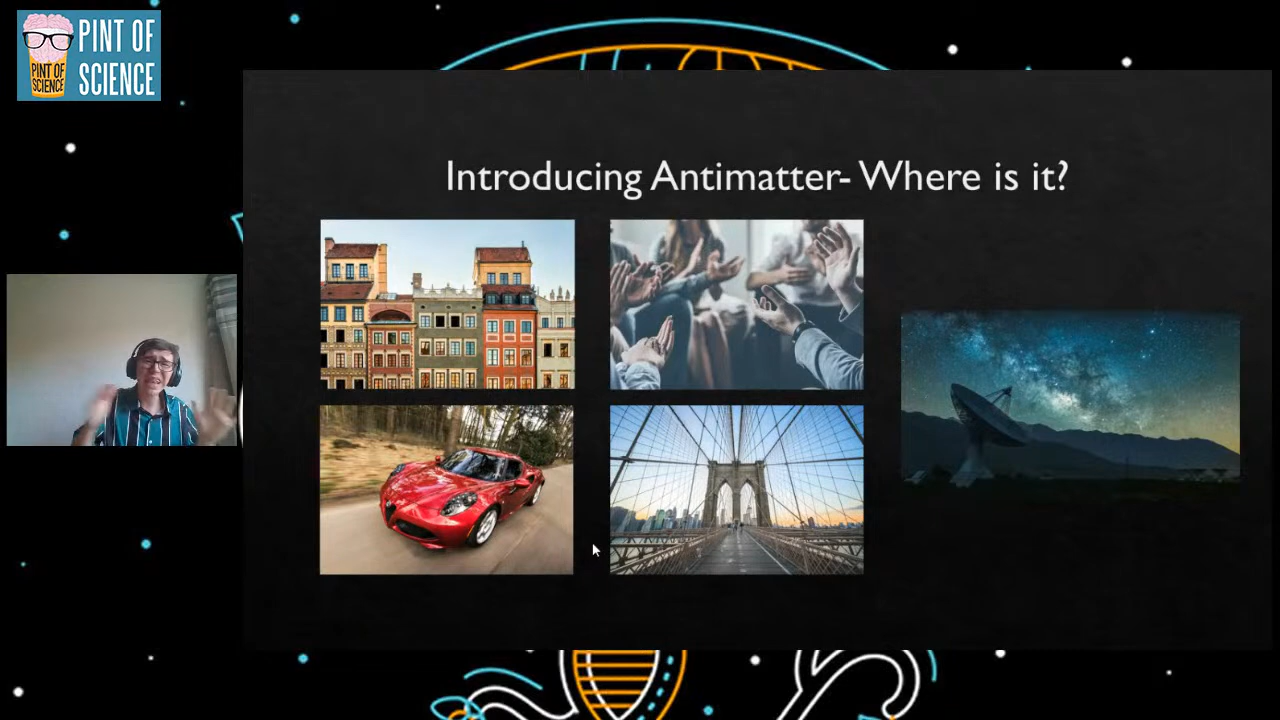 PINT OF
SCIENCE
PINT OF
SCIENCE
Introducing Antimatter- Where is it?